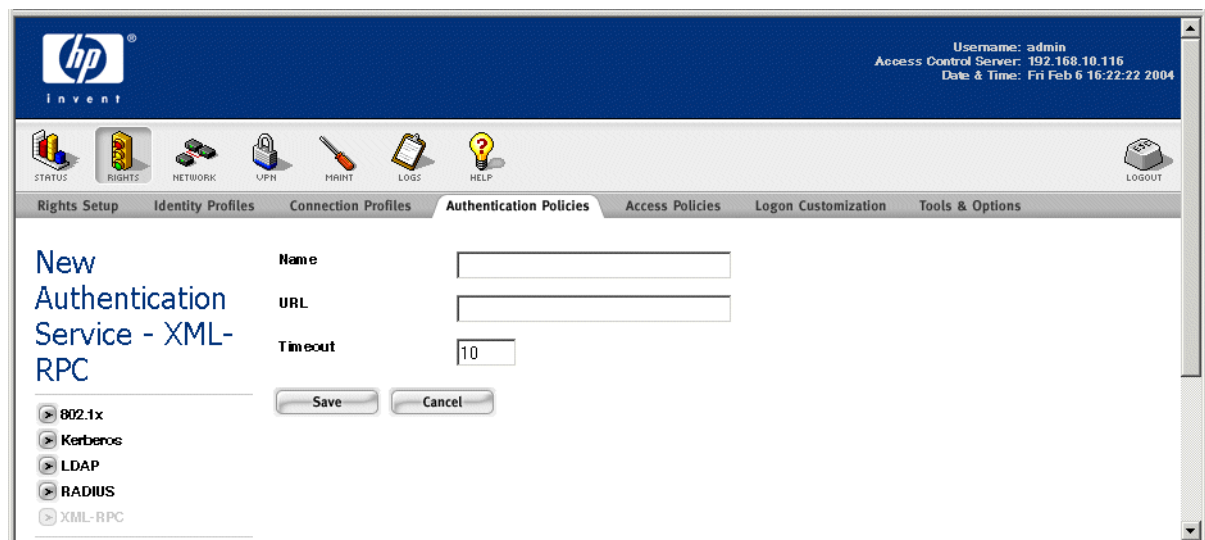 hp ®
invent
Username: admin
Access Control Server: 192.168.10.116
Date & Time: Fri Feb 6 16:22:22 2004
STATUS RIGHTS NETWORK VPN MAINT LOGS HELP LOGOUT
Rights Setup Identity Profiles Connection Profiles Authentication Policies Access Policies Logon Customization Tools & Options
New
Authentication
Service - XML-
RPC
802.1x
Kerberos
LDAP
RADIUS
XML-RPC
Name
URL
Timeout 10
Save Cancel